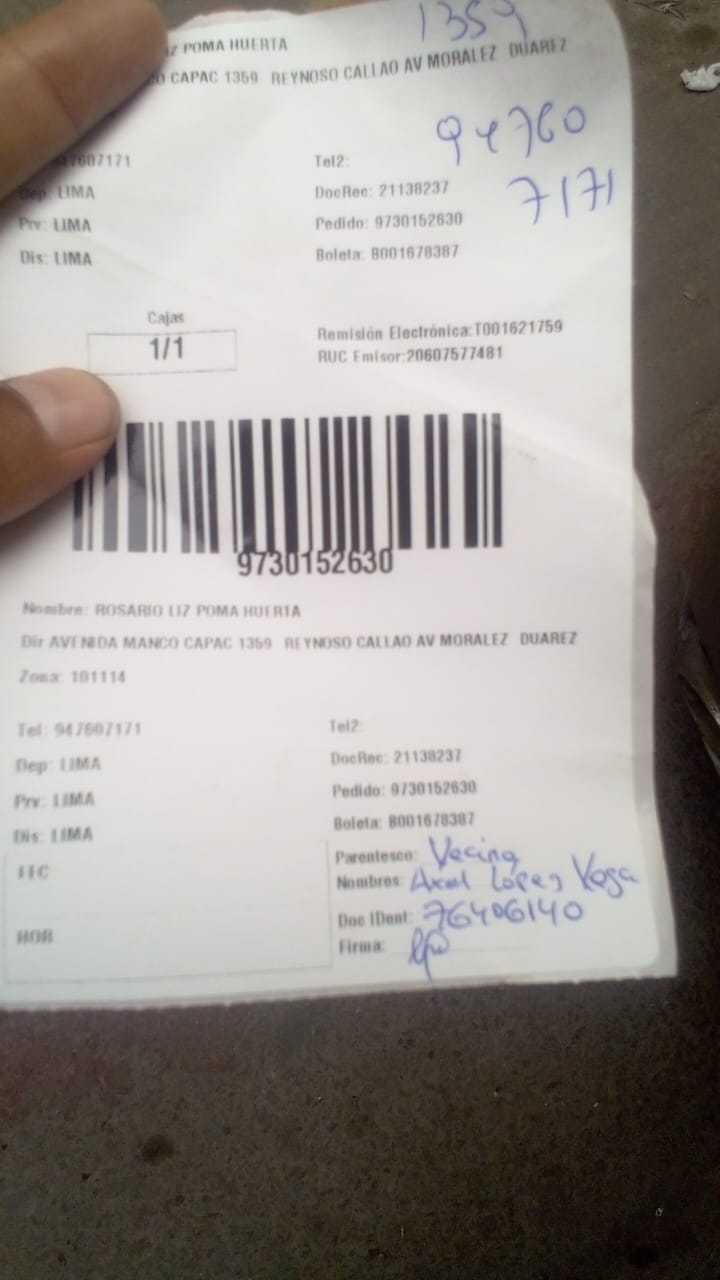 1359
LIZ POMA HUERTA
CAPAC 1359 REYNOSO CALLAO AV MORALEZ DUAREZ
94760
7171
947607171 Tel2:
Dep: LIMA DocRec: 21138237
Prv: LIMA Pedido: 9730152630
Dis: LIMA Boleta: B001678387
Cajas
1/1
Remisión Electrónica:T001621759
RUC Emisor:20607577481
9730152630
Nombre: ROSARIO LIZ POMA HUERTA
Dir AVENIDA MANCO CAPAC 1359 REYNOSO CALLAO AV MORALEZ DUAREZ
Zona: 101114
Tel: 947607171 Tel2:
Dep: LIMA DocRec: 21138237
Prv: LIMA Pedido: 9730152630
Dis: LIMA Boleta: B001678387
FEC
HOR
Parentesco: Vecino
Nombres: Axel Lopez Vega
Doc IDent: 76406140
Firma: